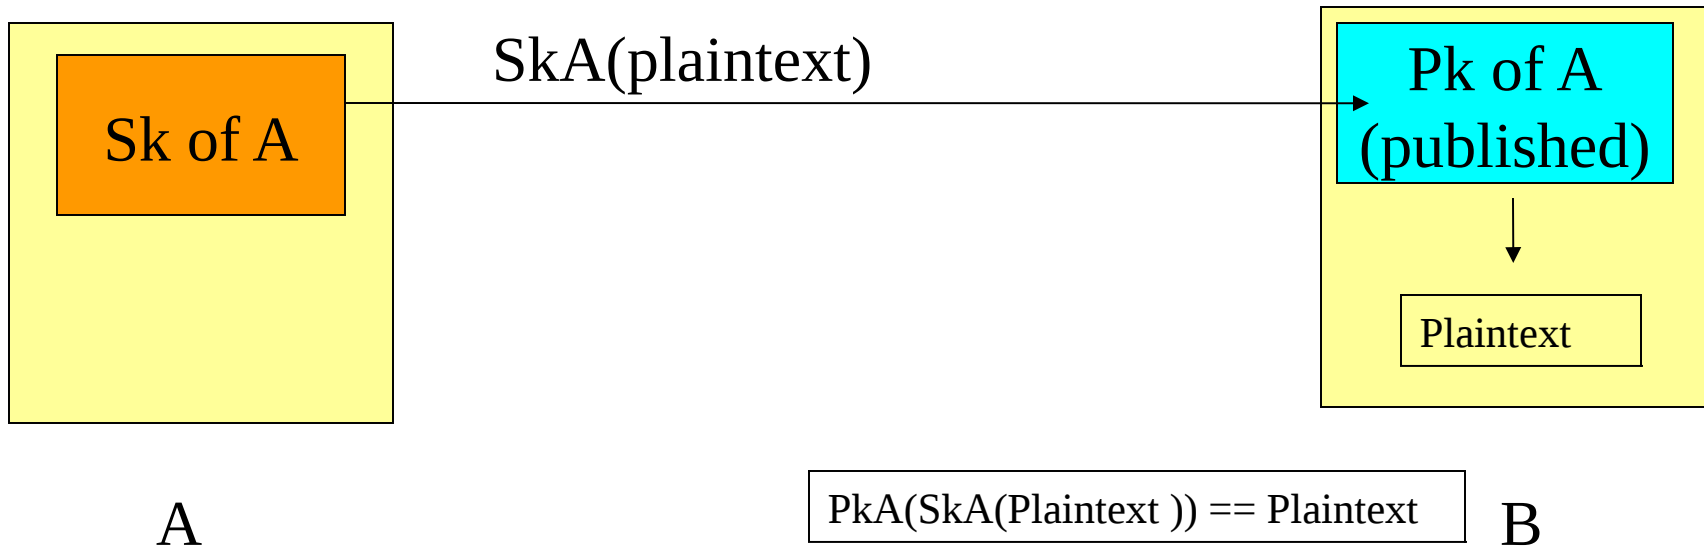 SkA(plaintext)
Sk of A
Pk of A
(published)
Plaintext
PkA(SkA(Plaintext )) == Plaintext
A
B